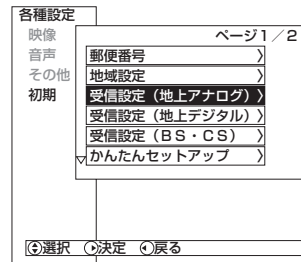 各種設定
映像
音声
その他
初期
ページ1／2
郵便番号 〉
地域設定 〉
受信設定（地上アナログ）〉
受信設定（地上デジタル）〉
受信設定（ＢＳ・ＣＳ） 〉
かんたんセットアップ 〉
選択 決定 戻る